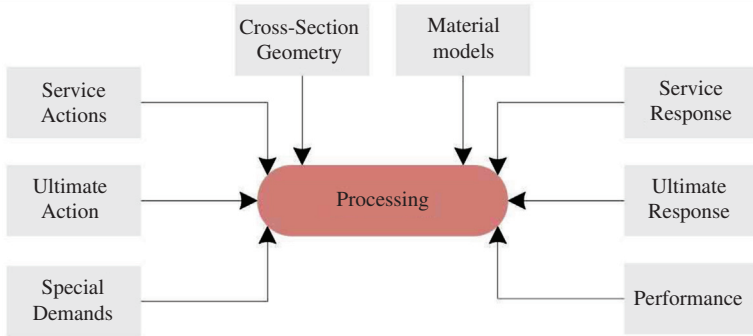 Cross-Section
Geometry
Material
models
Service
Actions
Service
Response
Ultimate
Action
Processing
Ultimate
Response
Special
Demands
Performance